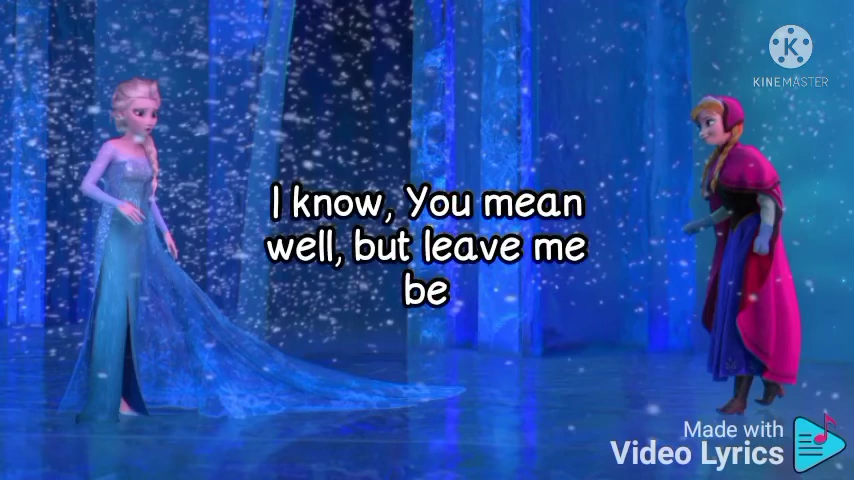 KINEMASTER
I know, You mean
well, but leave me
be
Made with
Video Lyrics